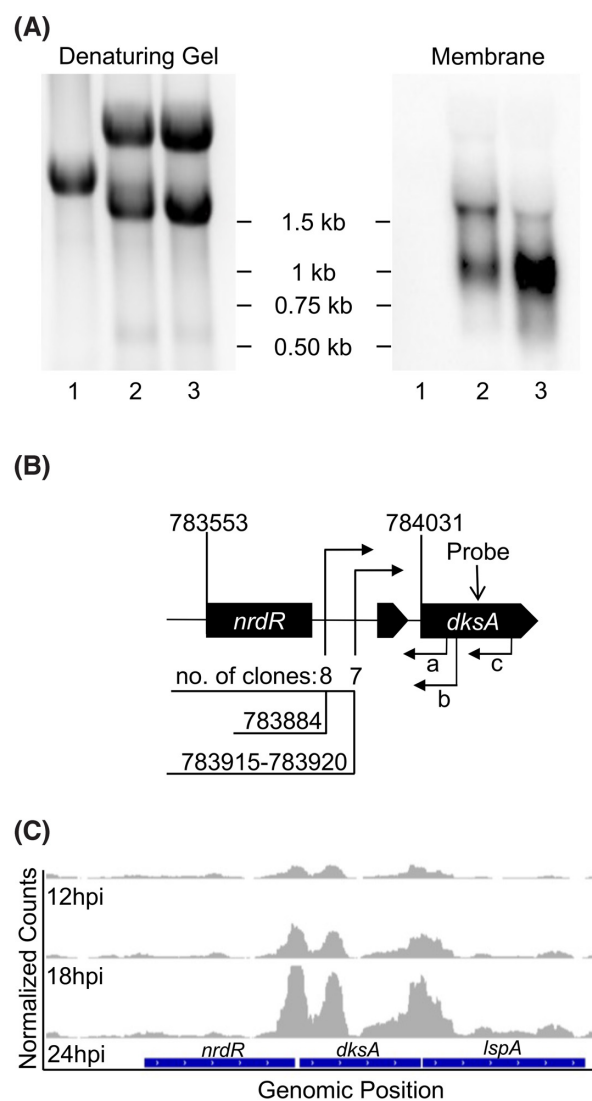 (A)
Denaturing Gel
Membrane
1.5 kb
1 kb
0.75 kb
0.50 kb
1 2 3
1 2 3
(B)
783553
784031
Probe
nrdR
dksA
a
c
b
no. of clones: 8 7
783884
783915-783920
(C)
Normalized Counts
12hpi
18hpi
24hpi
nrdR
dksA
lspA
Genomic Position